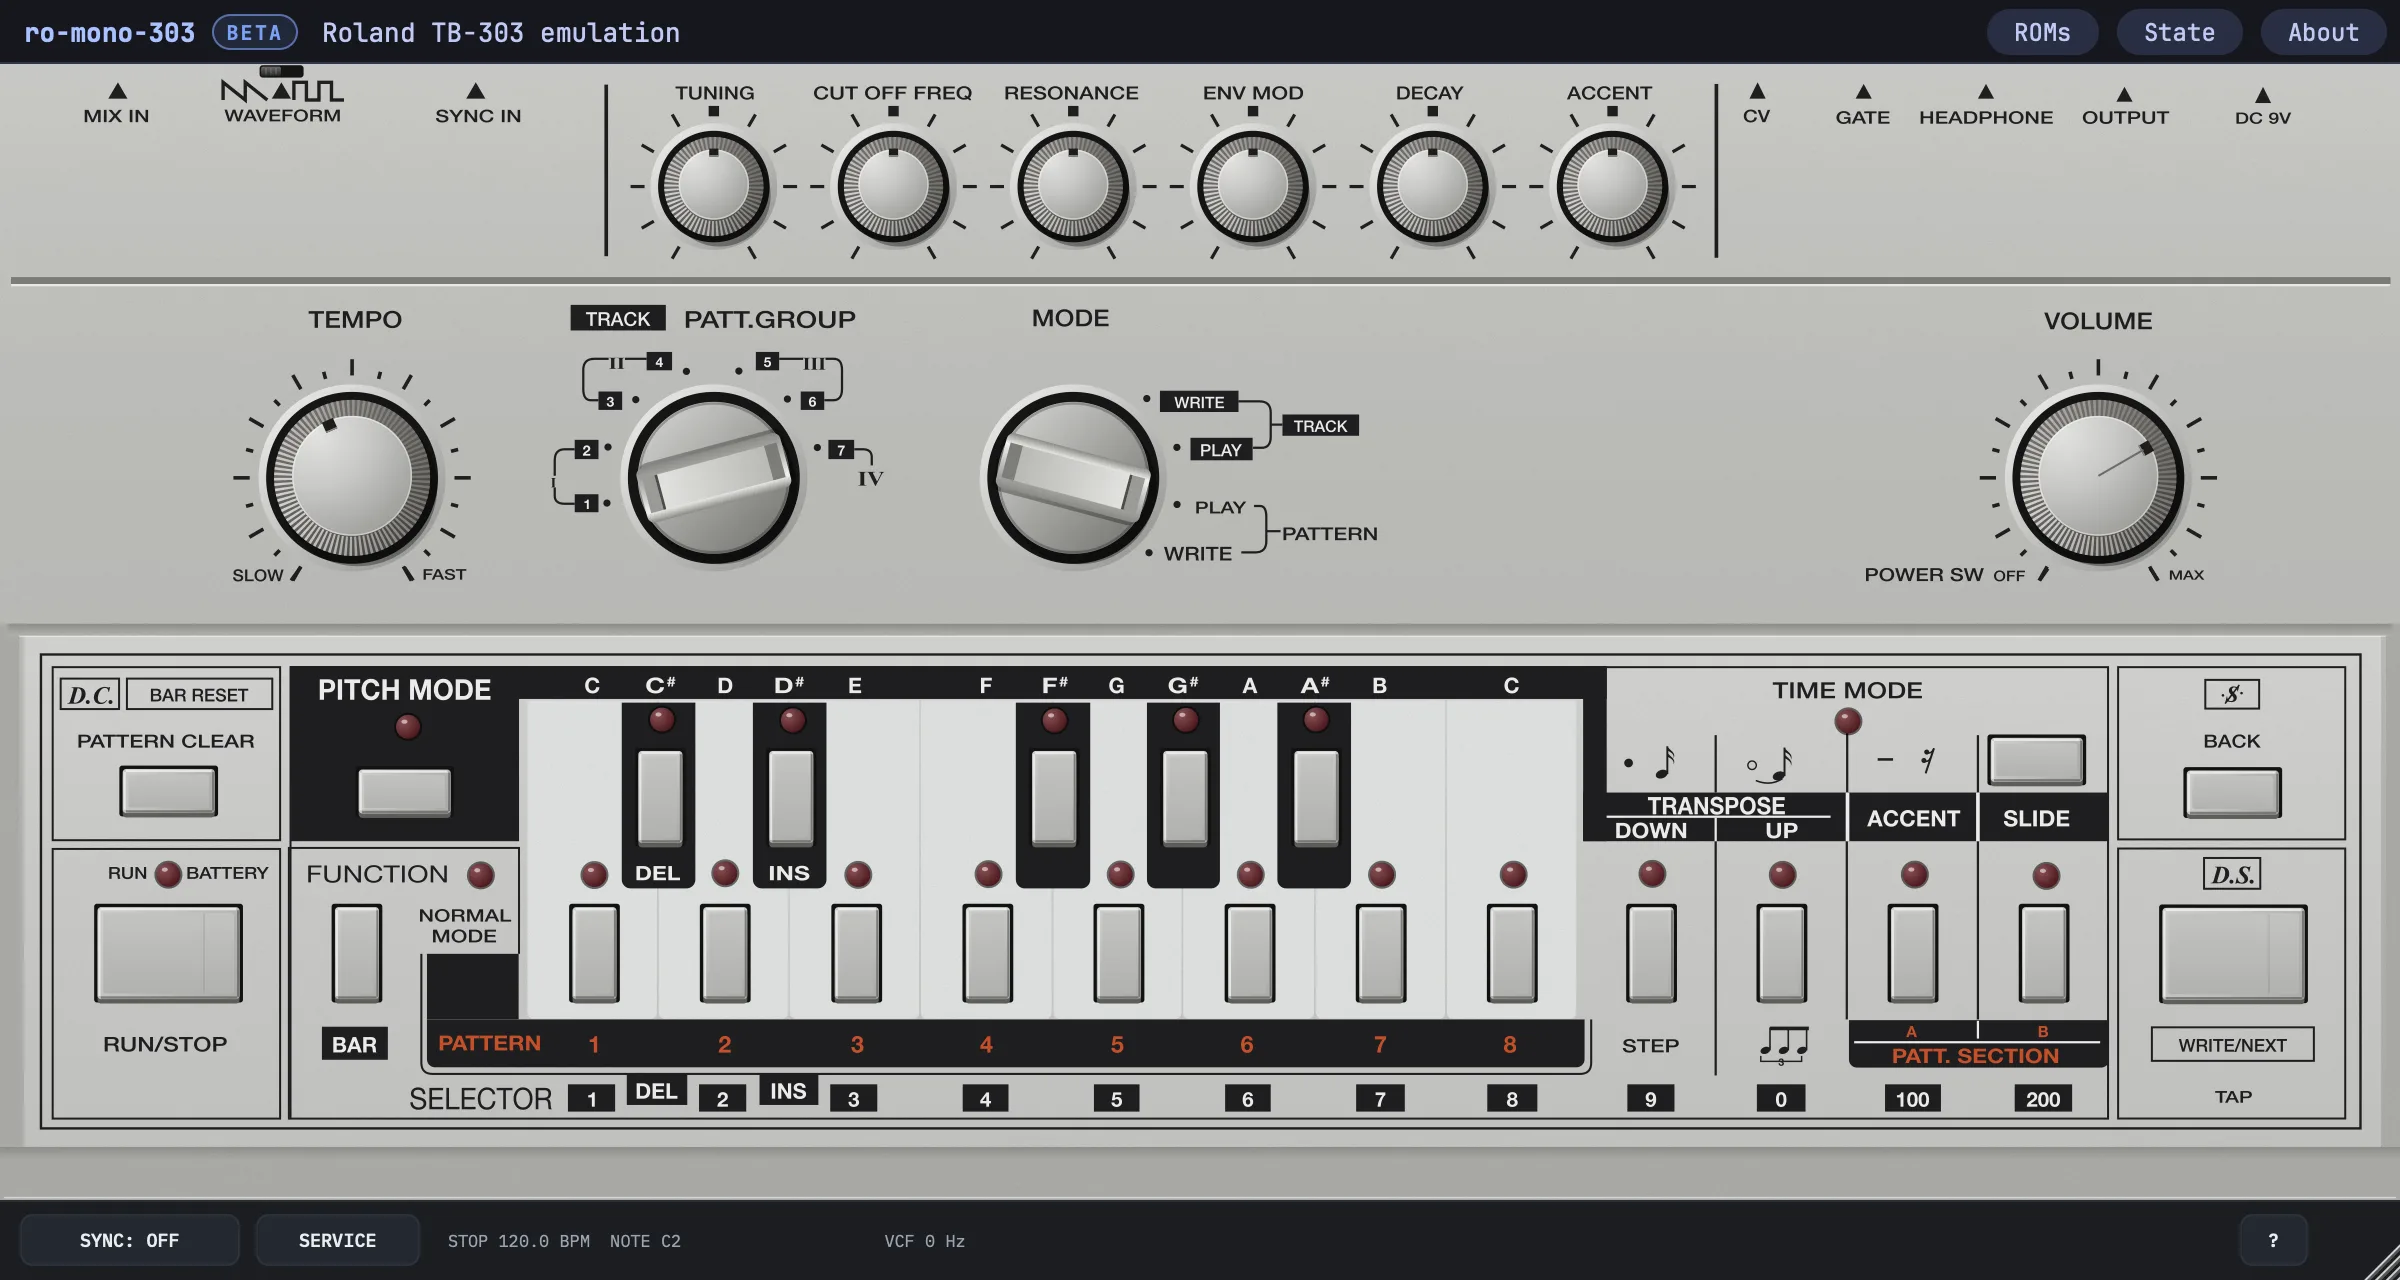 ro-mono-303 BETA Roland TB-303 emulation ROMs State About
MIX IN WAVEFORM SYNC IN
TUNING CUT OFF FREQ RESONANCE ENV MOD DECAY ACCENT
CV GATE HEADPHONE OUTPUT DC 9V
TEMPO TRACK PATT.GROUP MODE VOLUME
II 4 5 III
3 6
2 7
I IV
1
WRITE
TRACK
PLAY
PLAY
PATTERN
WRITE
SLOW FAST
POWER SW OFF MAX
D.C. BAR RESET
PATTERN CLEAR
PITCH MODE
C C# D D# E F F# G G# A A# B C
TIME MODE
BACK
TRANSPOSE
DOWN UP ACCENT SLIDE
RUN BATTERY
FUNCTION
DEL INS
D.S.
NORMAL
MODE
RUN/STOP
BAR
PATTERN 1 2 3 4 5 6 7 8
STEP
3
A B
PATT. SECTION
WRITE/NEXT
SELECTOR 1 DEL 2 INS 3 4 5 6 7 8 9 0 100 200
TAP
SYNC: OFF SERVICE STOP 120.0 BPM NOTE C2 VCF 0 Hz ?